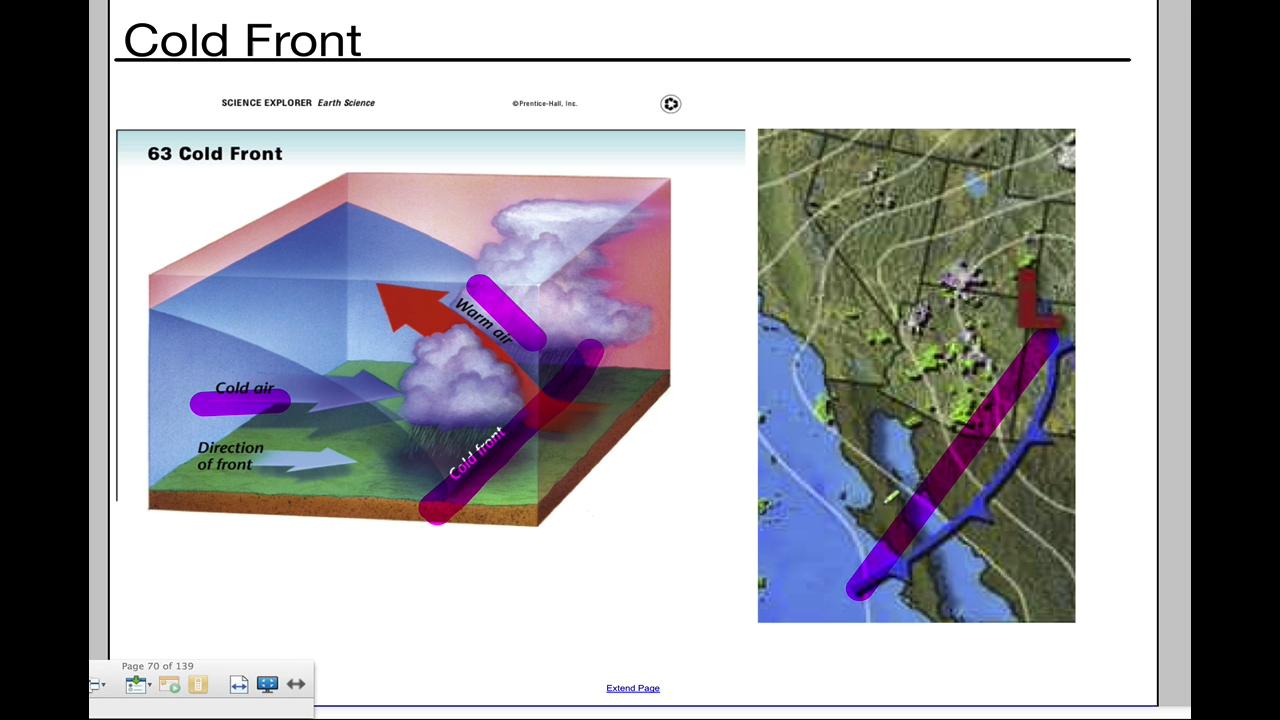 Cold Front
SCIENCE EXPLORER Earth Science
©Prentice-Hall, Inc.
63 Cold Front
Warm air
Cold air
Direction
of front
Cold front
L
Page 70 of 139
Extend Page